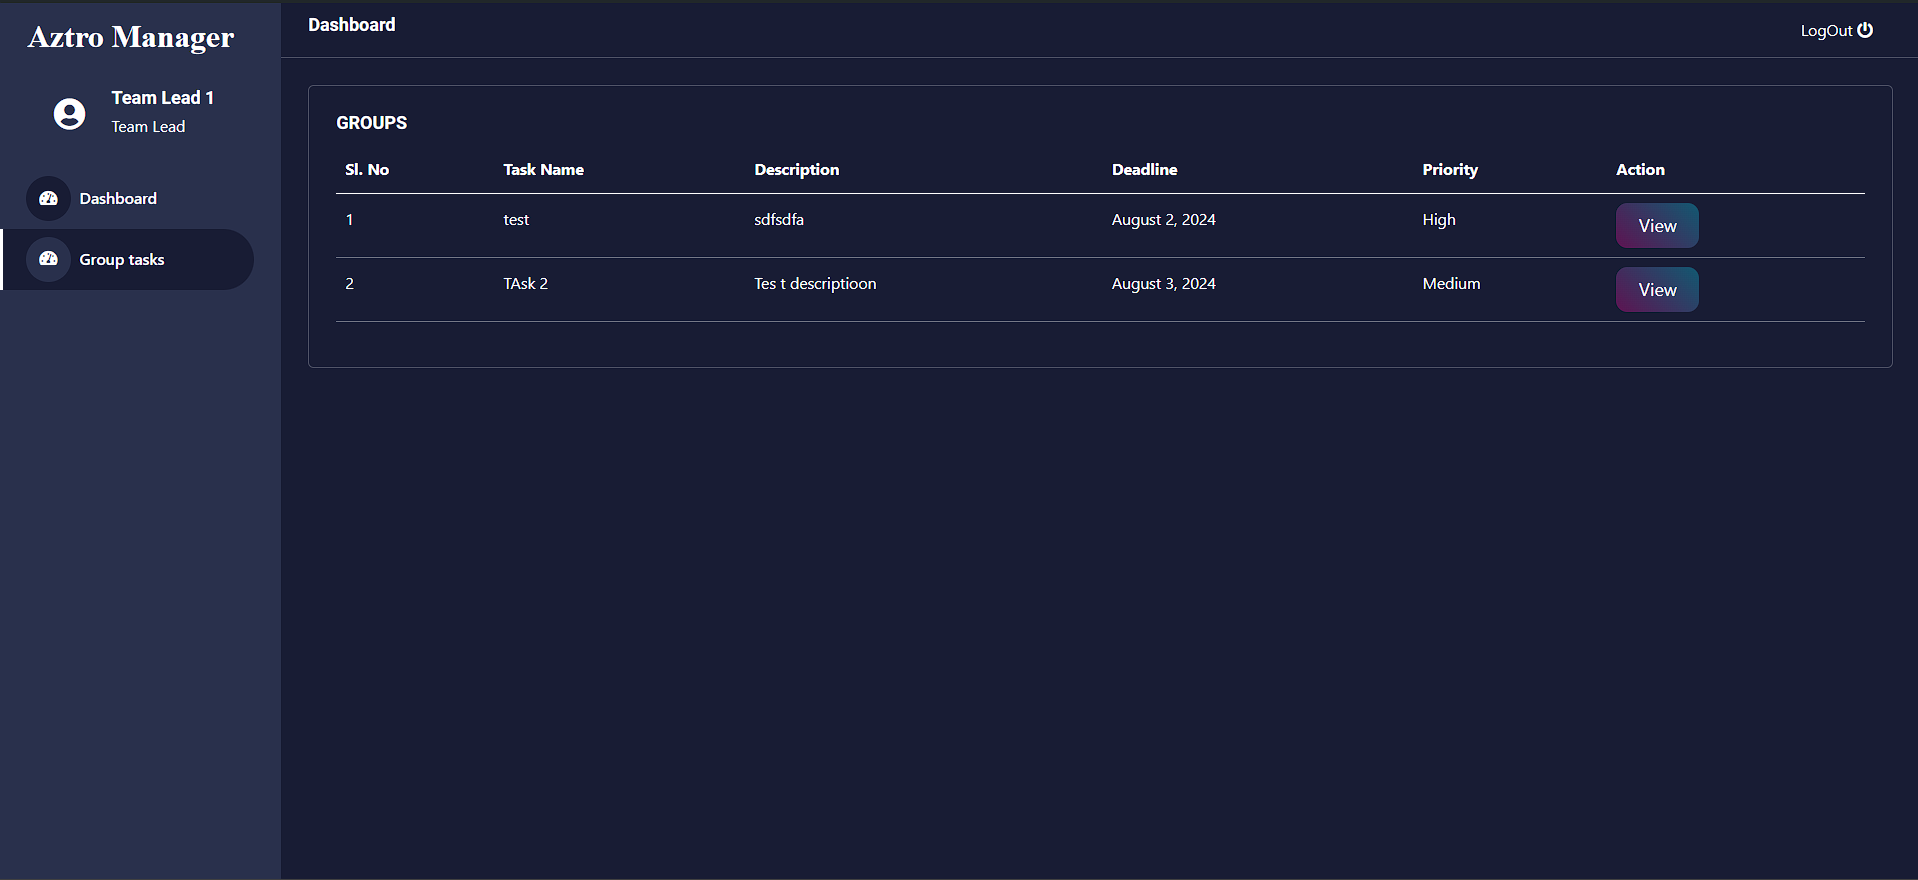 Aztro Manager
Team Lead 1
Team Lead
Dashboard
Group tasks
Dashboard
LogOut
GROUPS
Sl. No Task Name Description Deadline Priority Action
1 test sdfsdfa August 2, 2024 High View
2 TAsk 2 Tes t descriptioon August 3, 2024 Medium View